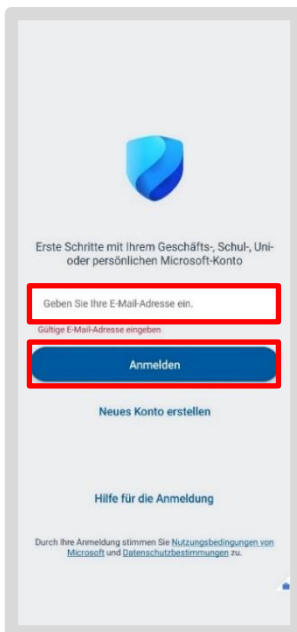 Erste Schritte mit Ihrem Geschäfts-, Schul-, Uni-
oder persönlichen Microsoft-Konto
Geben Sie Ihre E-Mail-Adresse ein.
Gültige E-Mail-Adresse eingeben
Anmelden
Neues Konto erstellen
Hilfe für die Anmeldung
Durch Ihre Anmeldung stimmen Sie Nutzungsbedingungen von
Microsoft und Datenschutzbestimmungen zu.